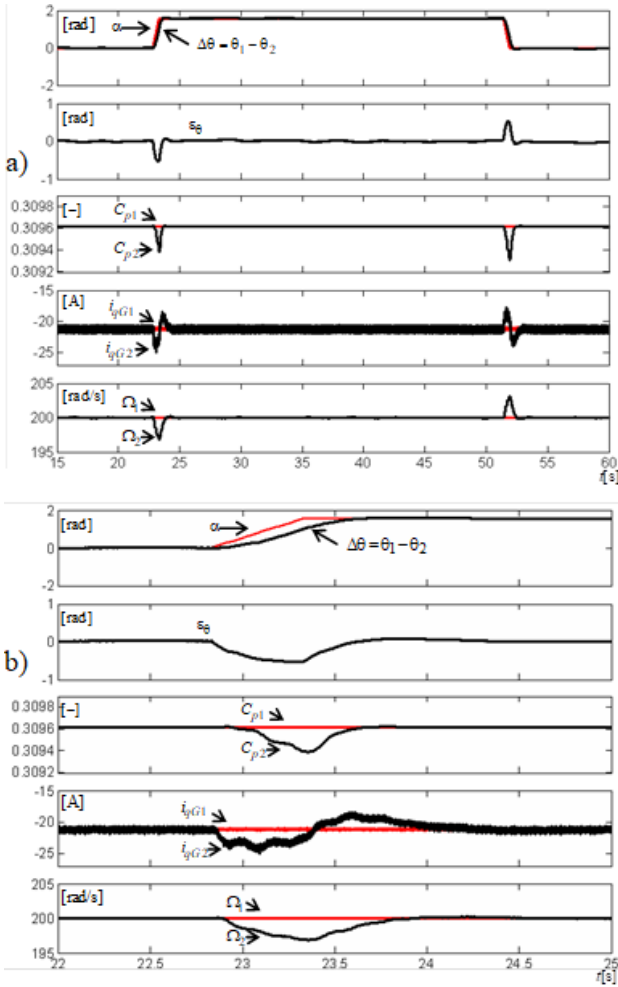 a)
[rad]
α
Δθ = θ1 − θ2
2
0
-2
[rad]
sθ
1
0
-1
[−]
Cp1
Cp2
0.3098
0.3096
0.3094
0.3092
[A]
iqG1
iqG2
-15
-20
-25
[rad/s]
Ω1
Ω2
205
200
195
15 20 25 30 35 40 45 50 55 60
t[s]
b)
[rad]
α
Δθ = θ1 − θ2
2
0
-2
[rad]
sθ
1
0
-1
[−]
Cp1
Cp2
0.3098
0.3096
0.3094
0.3092
[A]
iqG1
iqG2
-15
-20
-25
[rad/s]
Ω1
Ω2
205
200
195
22 22.5 23 23.5 24 24.5 25
t[s]